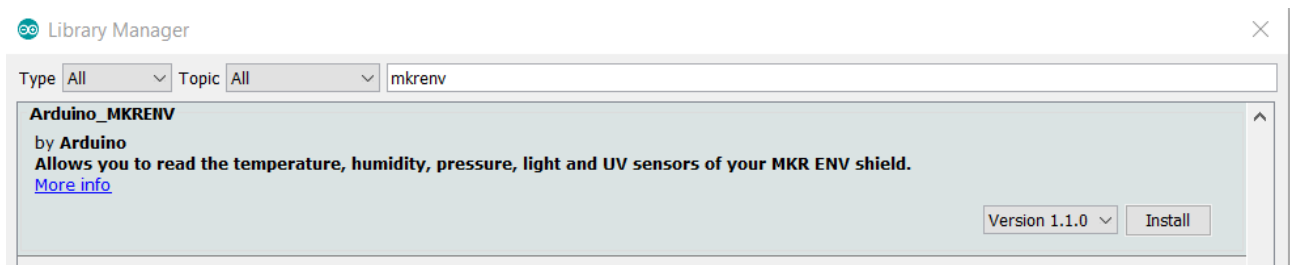 Library Manager
Type All Topic All mkrenv
Arduino_MKRENV
by Arduino
Allows you to read the temperature, humidity, pressure, light and UV sensors of your MKR ENV shield.
More info
Version 1.1.0 Install